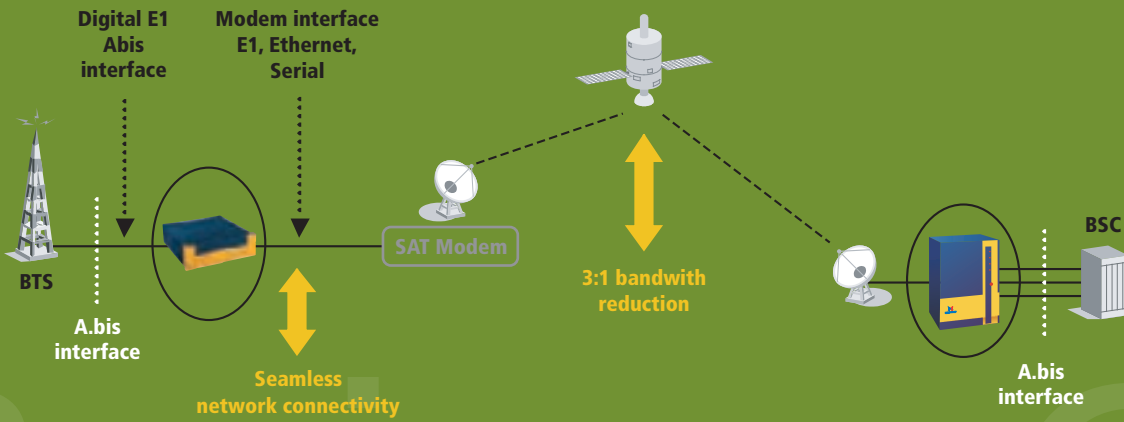 Digital E1
Abis
interface
Modem interface
E1, Ethernet,
Serial
BTS
A.bis
interface
Seamless
network connectivity
SAT Modem
3:1 bandwith
reduction
BSC
A.bis
interface